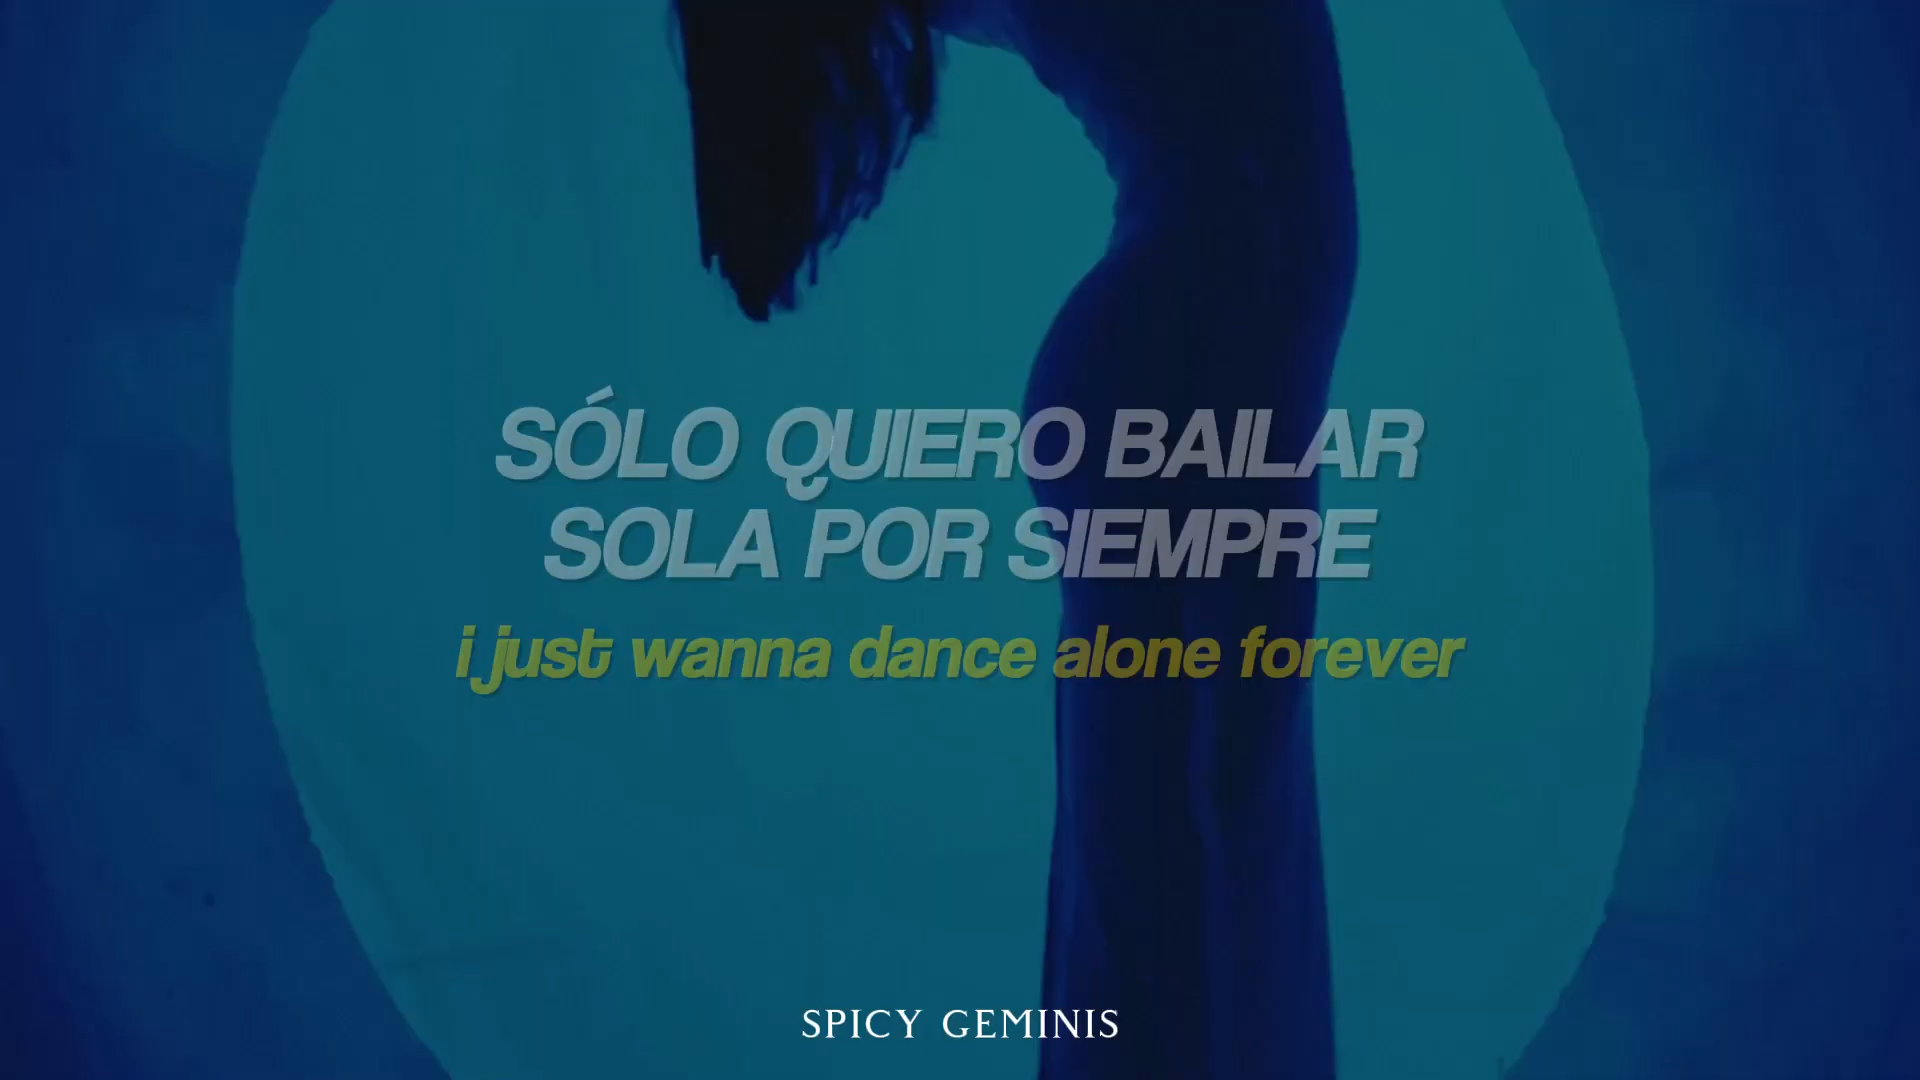 SÓLO QUIERO BAILAR
SOLA POR SIEMPRE
i just wanna dance alone forever
SPICY GEMINIS